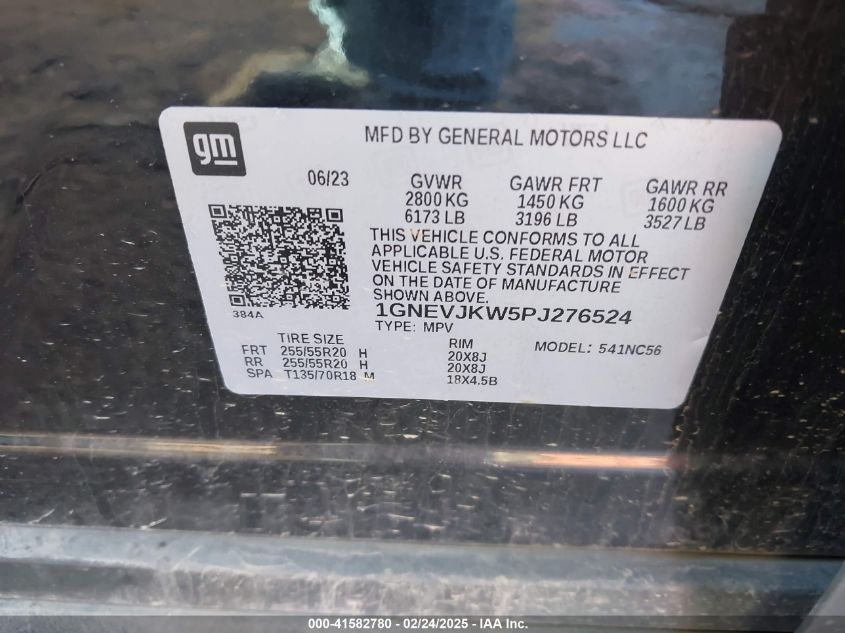 gm
MFD BY GENERAL MOTORS LLC
06/23
GVWR GAWR FRT GAWR RR
2800 KG 1450 KG 1600 KG
6173 LB 3196 LB 3527 LB
THIS VEHICLE CONFORMS TO ALL
APPLICABLE U.S. FEDERAL MOTOR
VEHICLE SAFETY STANDARDS IN EFFECT
ON THE DATE OF MANUFACTURE
SHOWN ABOVE.
384A
1GNEVJKW5PJ276524
TYPE: MPV
TIRE SIZE RIM MODEL: 541NC56
FRT 255/55R20 H 20X8J
RR 255/55R20 H 20X8J
SPA T135/70R18 M 18X4.5B
000-41582780 - 02/24/2025 - IAA Inc.